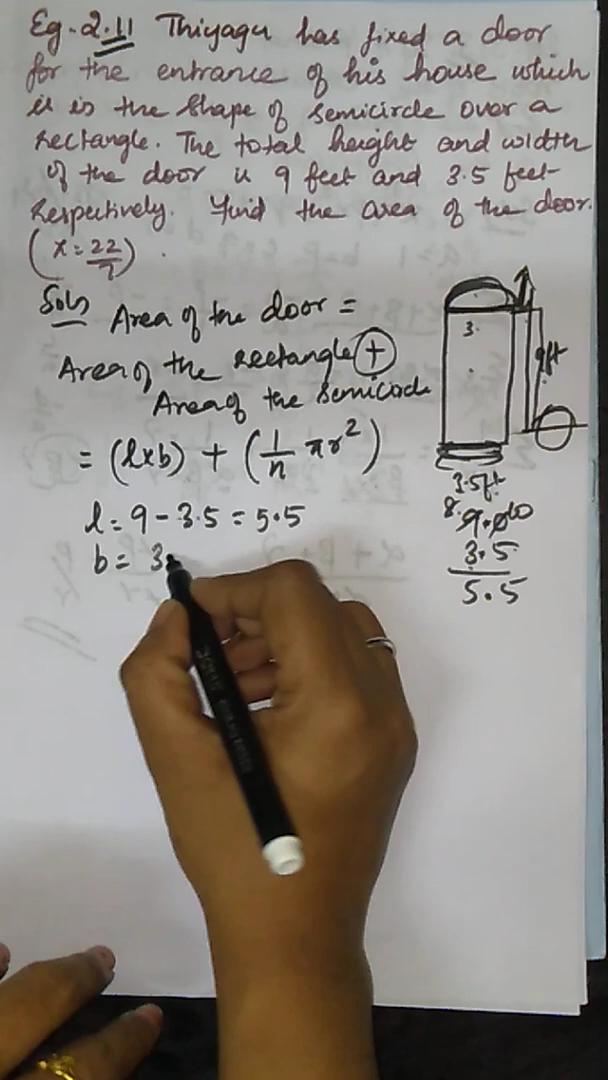 Eg-2.11 Thiyagu has fixed a door
for the entrance of his house which
is in the shape of semicircle over a
rectangle. The total height and width
of the door is 9 feet and 3.5 feet
respectively. Find the area of the door.
(π = 22/7).
Soln Area of the door =
Area of the rectangle +
Area of the semicircle
= (l×b) + (1/n πr²)
l = 9 - 3.5 = 5.5
b = 3
3.
9ft
3.5ft
8 9.0 10
3.5
5.5